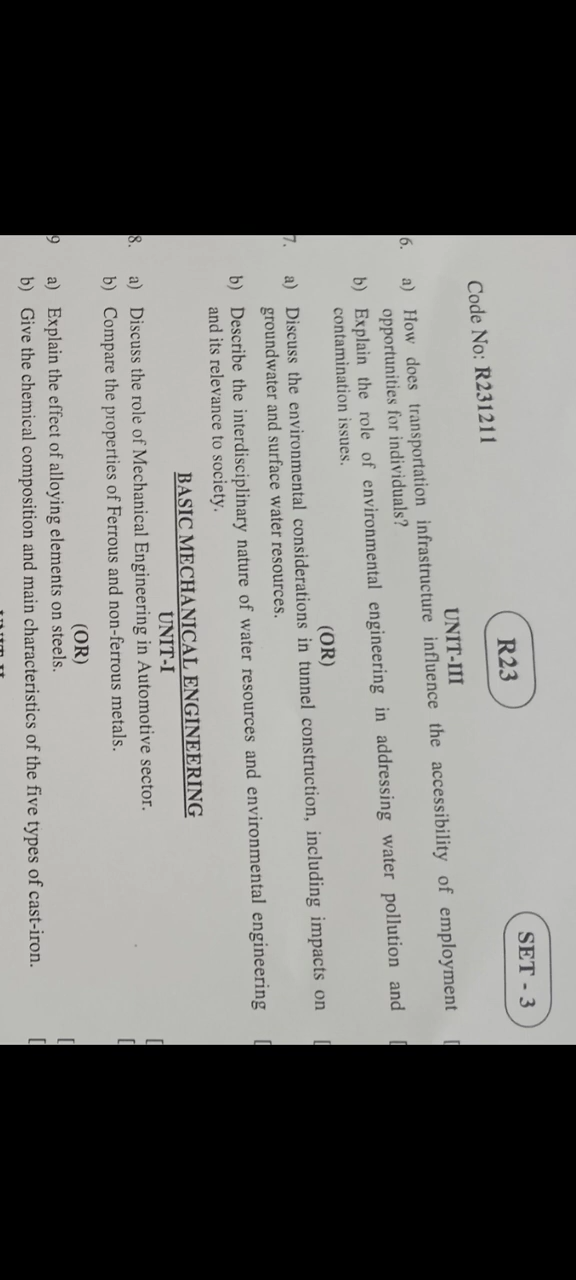 Code No: R231211
R23
SET - 3
UNIT-III
6. a) How does transportation infrastructure influence the accessibility of employment
opportunities for individuals?
b) Explain the role of environmental engineering in addressing water pollution and
contamination issues.
(OR)
7. a) Discuss the environmental considerations in tunnel construction, including impacts on
groundwater and surface water resources.
b) Describe the interdisciplinary nature of water resources and environmental engineering
and its relevance to society.
BASIC MECHANICAL ENGINEERING
UNIT-I
8. a) Discuss the role of Mechanical Engineering in Automotive sector.
b) Compare the properties of Ferrous and non-ferrous metals.
(OR)
9 a) Explain the effect of alloying elements on steels.
b) Give the chemical composition and main characteristics of the five types of cast-iron.